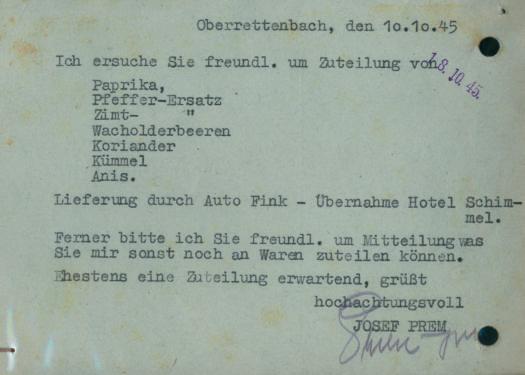 Oberrettenbach, den 10.10.45
Ich ersuche Sie freundl. um Zuteilung von
18. 10. 45.
Paprika,
Pfeffer-Ersatz
Zimt- "
Wacholderbeeren
Koriander
Kümmel
Anis.
Lieferung durch Auto Fink - Übernahme Hotel Schim-
mel.
Ferner bitte ich Sie freundl. um Mitteilung was
Sie mir sonst noch an Waren zuteilen können.
Ehestens eine Zuteilung erwartend, grüßt
hochachtungsvoll
JOSEF PREM